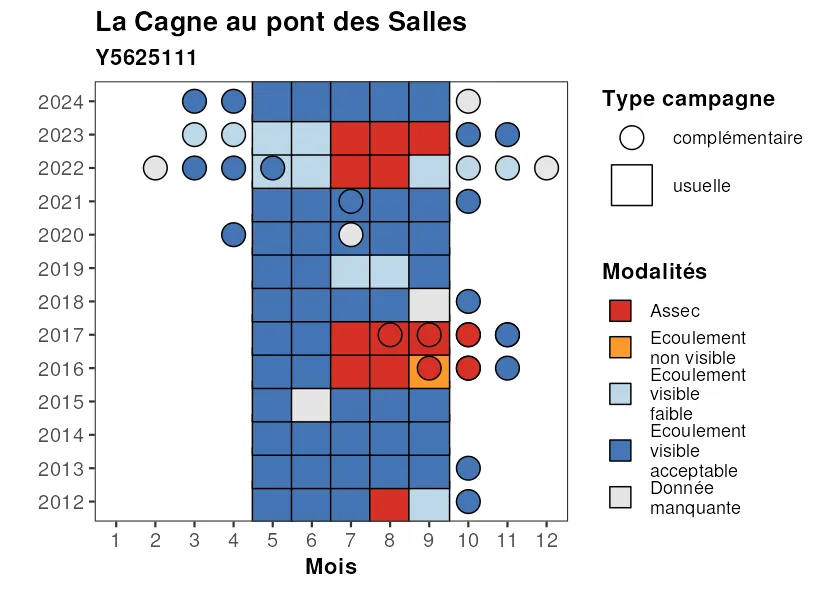 La Cagne au pont des Salles
Y5625111
2024
2023
2022
2021
2020
2019
2018
2017
2016
2015
2014
2013
2012
1 2 3 4 5 6 7 8 9 10 11 12
Mois
Type campagne
complémentaire
usuelle
Modalités
Assec
Ecoulement
non visible
Ecoulement
visible
faible
Ecoulement
visible
acceptable
Donnée
manquante